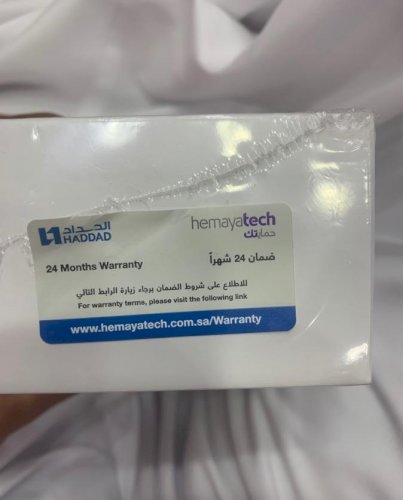 الحداد
HADDAD
hemayatech
حمايتك
24 Months Warranty
ضمان 24 شهراً
للاطلاع على شروط الضمان برجاء زيارة الرابط التالي
For warranty terms, please visit the following link
www.hemayatech.com.sa/Warranty